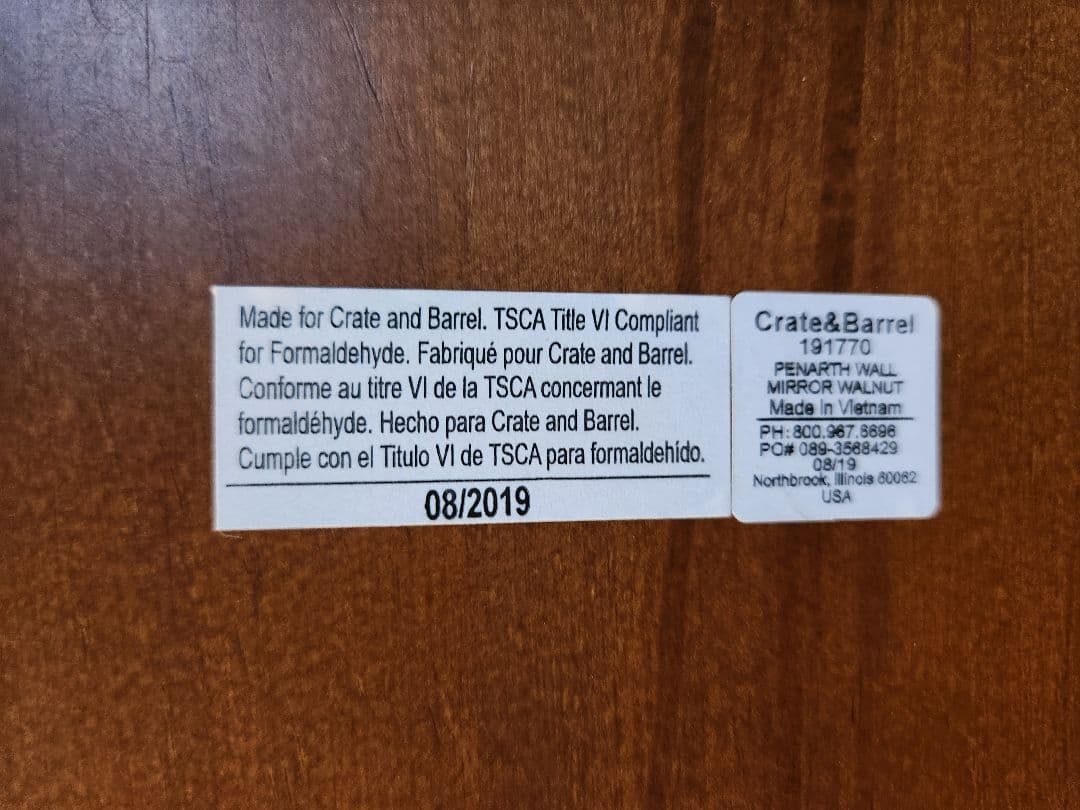 Made for Crate and Barrel. TSCA Title VI Compliant
for Formaldehyde. Fabriqué pour Crate and Barrel.
Conforme au titre VI de la TSCA concermant le
formaldéhyde. Hecho para Crate and Barrel.
Cumple con el Titulo VI de TSCA para formaldehído.
08/2019
Crate&Barrel
191770
PENARTH WALL
MIRROR WALNUT
Made In Vietnam
PH:800.967.6696
PO# 089-3568429
08/19
Northbrook, Illinois 60062
USA